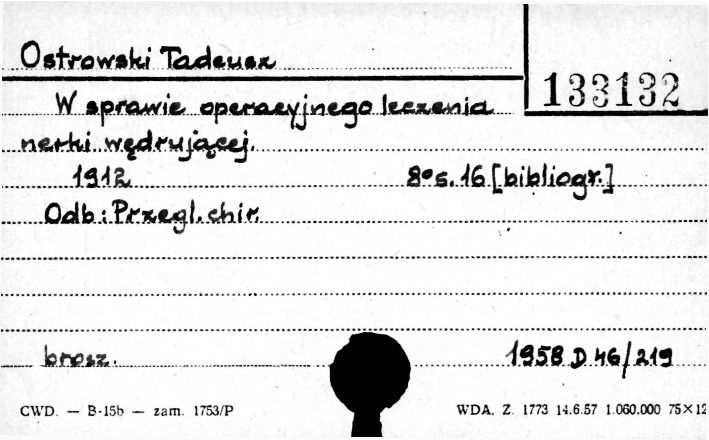 Ostrowski Tadeusz
133132
W sprawie operacyjnego leczenia
nerki wędrującej.
1912 8° s. 16 [bibliogr.]
Odb: Przegl. chir.
brosz. 1958 D 46/219
CWD. — B-15b — zam. 1753/P WDA. Z. 1773 14.6.57 1.060.000 75×12